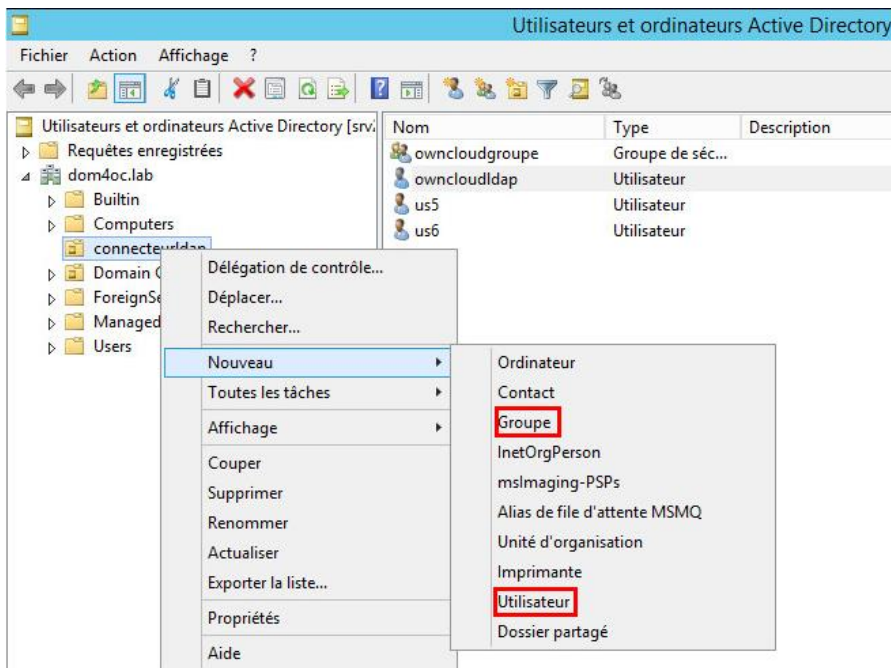 Utilisateurs et ordinateurs Active Directory
Fichier Action Affichage ?
Utilisateurs et ordinateurs Active Directory [srv
Requêtes enregistrées
dom4oc.lab
Builtin
Computers
connecteurldap
Domain
ForeignSe
Managed
Users
Nom Type Description
owncloudgroupe Groupe de séc...
owncloudldap Utilisateur
us5 Utilisateur
us6 Utilisateur
Délégation de contrôle...
Déplacer...
Rechercher...
Nouveau
Toutes les tâches
Affichage
Couper
Supprimer
Renommer
Actualiser
Exporter la liste...
Propriétés
Aide
Ordinateur
Contact
Groupe
InetOrgPerson
msImaging-PSPs
Alias de file d'attente MSMQ
Unité d'organisation
Imprimante
Utilisateur
Dossier partagé